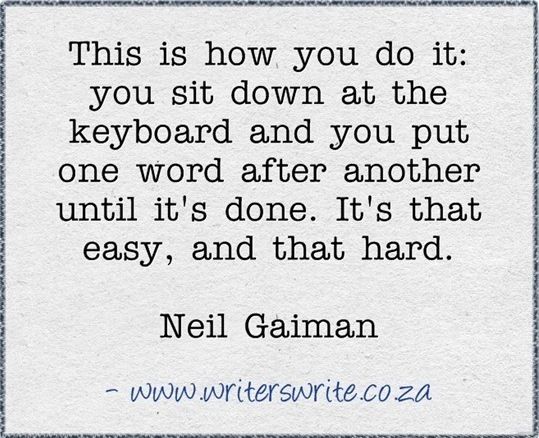 This is how you do it:
you sit down at the
keyboard and you put
one word after another
until it's done. It's that
easy, and that hard.
Neil Gaiman
- www.writerswrite.co.za